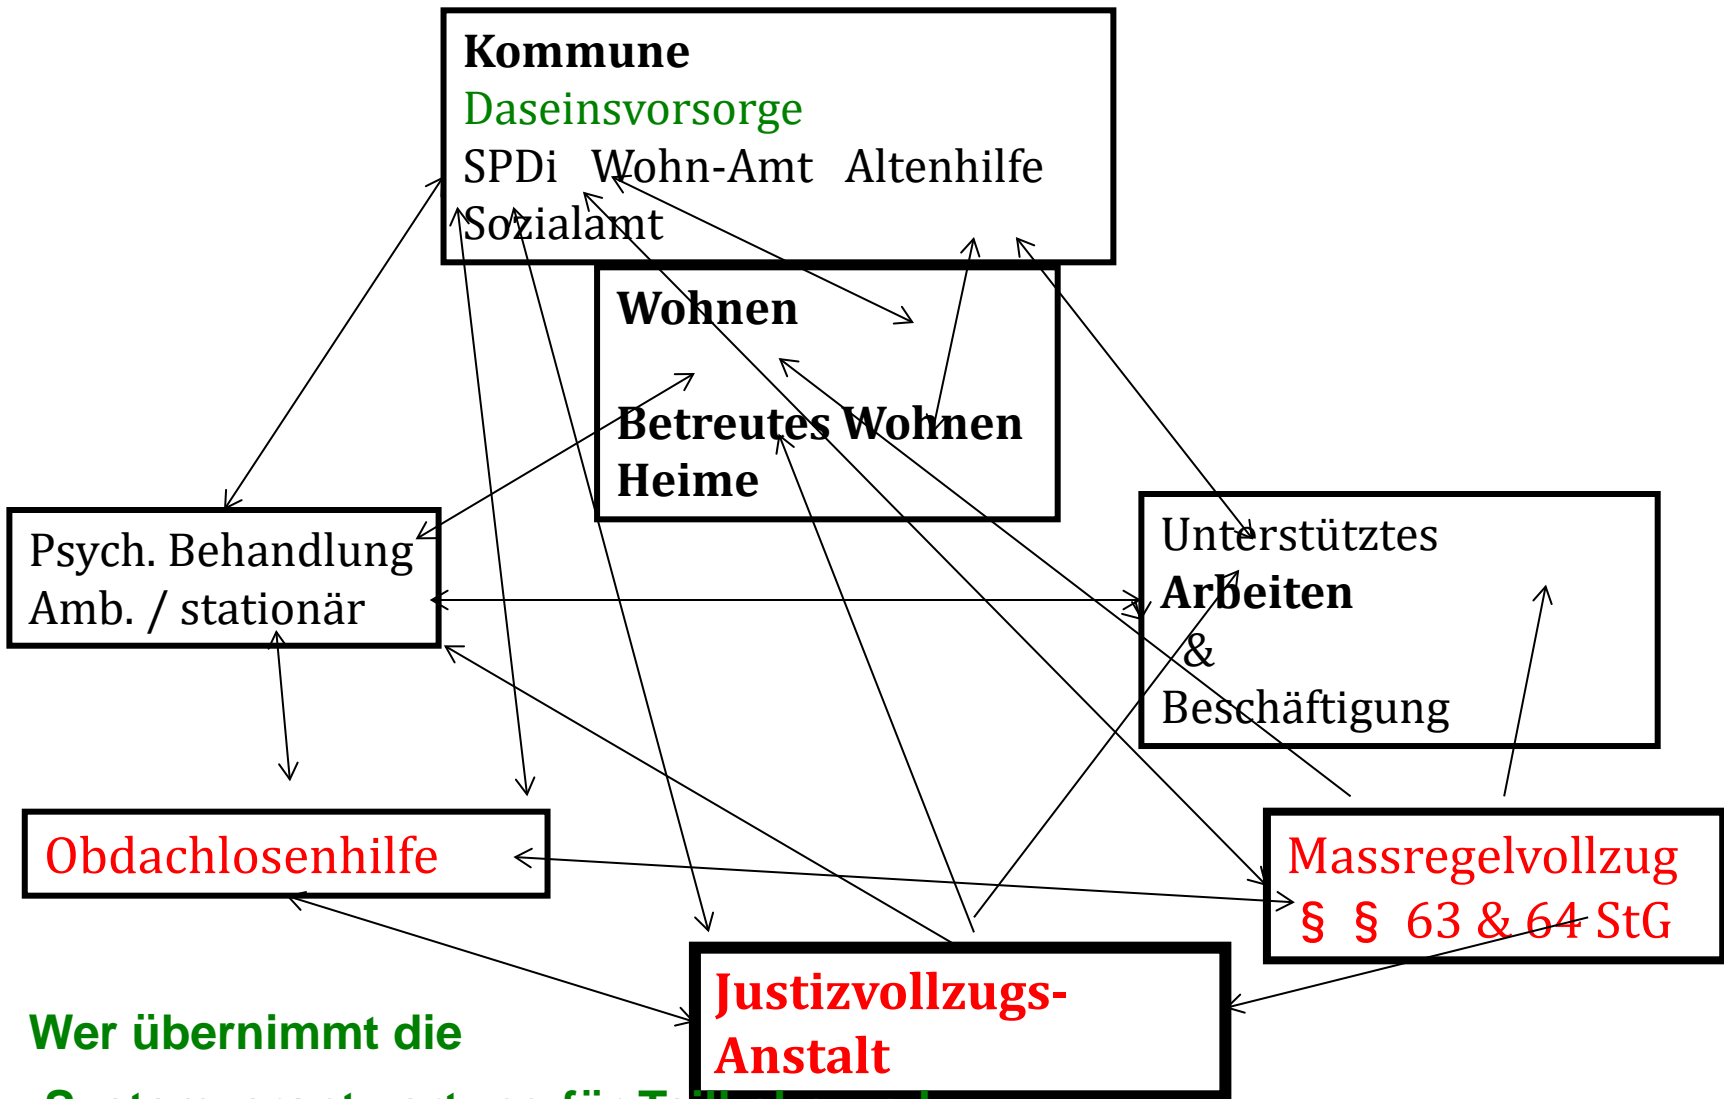 Kommune
Daseinsvorsorge
SPDi Wohn-Amt Altenhilfe
Sozialamt
Wohnen
Betreutes Wohnen
Heime
Psych. Behandlung
Amb. / stationär
Unterstütztes
Arbeiten
&
Beschäftigung
Obdachlosenhilfe
Massregelvollzug
§ § 63 & 64 StG
Justizvollzugs-
Anstalt
Wer übernimmt die